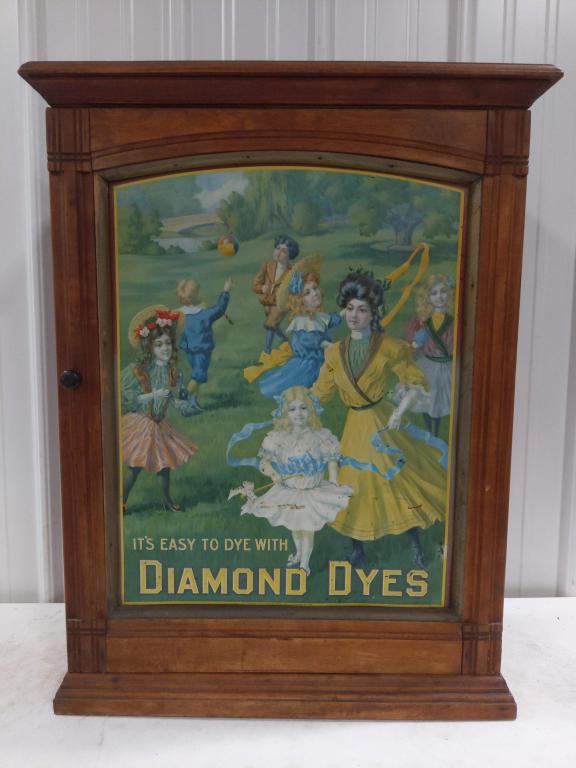 IT'S EASY TO DYE WITH
DIAMOND DYES